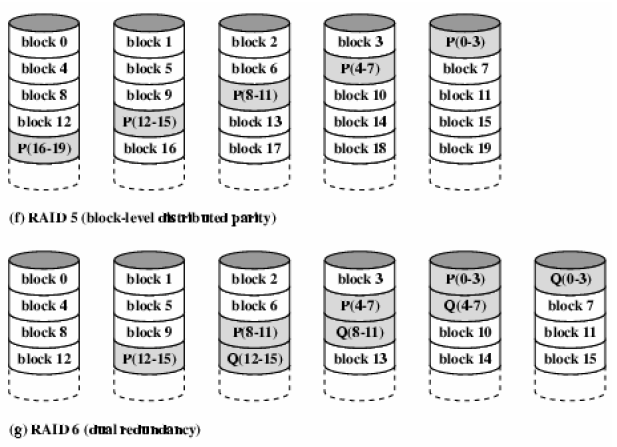 block 0 block 1 block 2 block 3 P(0-3)
block 4 block 5 block 6 P(4-7) block 7
block 8 block 9 P(8-11) block 10 block 11
block 12 P(12-15) block 13 block 14 block 15
P(16-19) block 16 block 17 block 18 block 19
(f) RAID 5 (block-level distributed parity)
block 0 block 1 block 2 block 3 P(0-3) Q(0-3)
block 4 block 5 block 6 P(4-7) Q(4-7) block 7
block 8 block 9 P(8-11) Q(8-11) block 10 block 11
block 12 P(12-15) Q(12-15) block 13 block 14 block 15
(g) RAID 6 (dual redundancy)